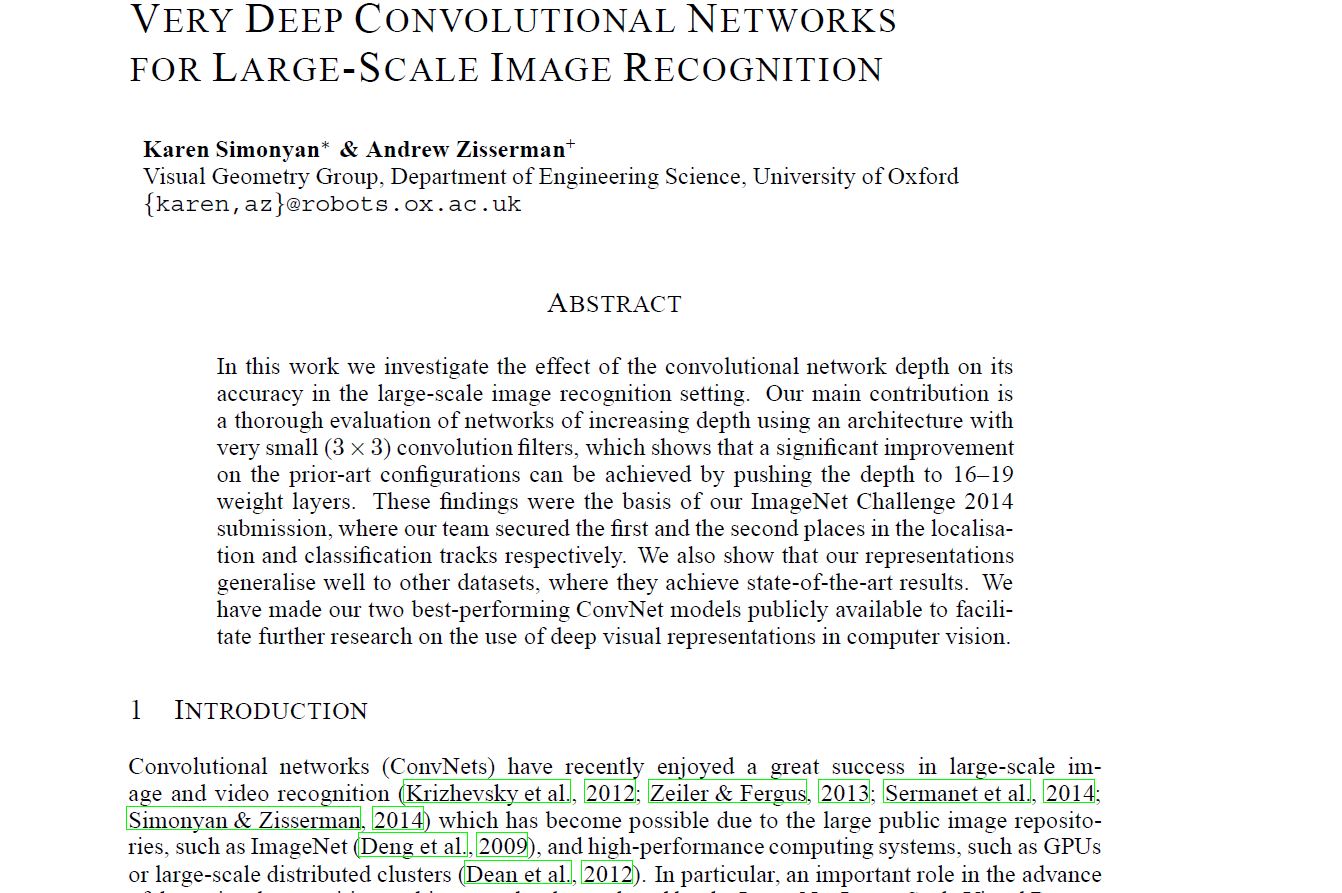 VERY DEEP CONVOLUTIONAL NETWORKS
FOR LARGE-SCALE IMAGE RECOGNITION
Karen Simonyan* & Andrew Zisserman+
Visual Geometry Group, Department of Engineering Science, University of Oxford
{karen,az}@robots.ox.ac.uk
ABSTRACT
In this work we investigate the effect of the convolutional network depth on its
accuracy in the large-scale image recognition setting. Our main contribution is
a thorough evaluation of networks of increasing depth using an architecture with
very small (3 × 3) convolution filters, which shows that a significant improvement
on the prior-art configurations can be achieved by pushing the depth to 16–19
weight layers. These findings were the basis of our ImageNet Challenge 2014
submission, where our team secured the first and the second places in the localisa-
tion and classification tracks respectively. We also show that our representations
generalise well to other datasets, where they achieve state-of-the-art results. We
have made our two best-performing ConvNet models publicly available to facili-
tate further research on the use of deep visual representations in computer vision.
1 INTRODUCTION
Convolutional networks (ConvNets) have recently enjoyed a great success in large-scale im-
age and video recognition (Krizhevsky et al., 2012; Zeiler & Fergus, 2013; Sermanet et al., 2014;
Simonyan & Zisserman, 2014) which has become possible due to the large public image reposito-
ries, such as ImageNet (Deng et al., 2009), and high-performance computing systems, such as GPUs
or large-scale distributed clusters (Dean et al., 2012). In particular, an important role in the advance